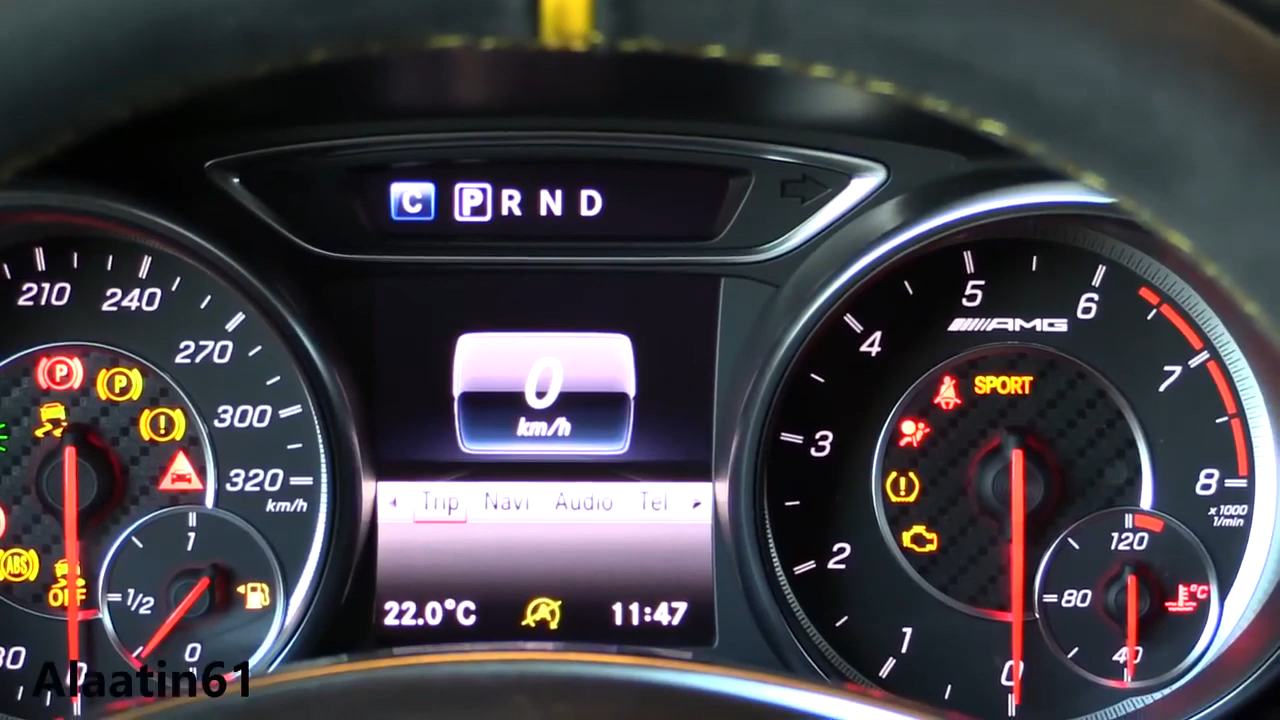 C P R N D
210 240 270 300 320
km/h
P P
!
ABS
OFF
1
1/2
0
30
0
km/h
Trip Navi Audio Tel
22.0°C A 11:47
0 1 2 3 4 5 6 7 8
x1000
1/min
AMG
SPORT
!
120
80
40
°C
Alaatin61